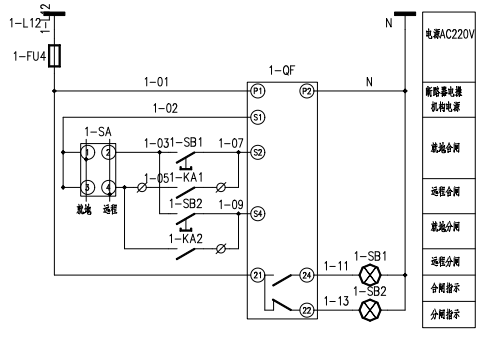 1-L12
1-L12
N
电源AC220V
1-FU4
1-QF
1-01
N
P1
P2
断路器电操
机构电源
1-02
S1
1-SA
1-03
1-SB1
1-07
1
2
S2
就地合闸
1-05
1-KA1
3
4
远程合闸
就地
远程
1-SB2
1-09
S4
就地分闸
1-KA2
远程分闸
1-SB1
21
24
1-11
合闸指示
1-SB2
22
1-13
分闸指示